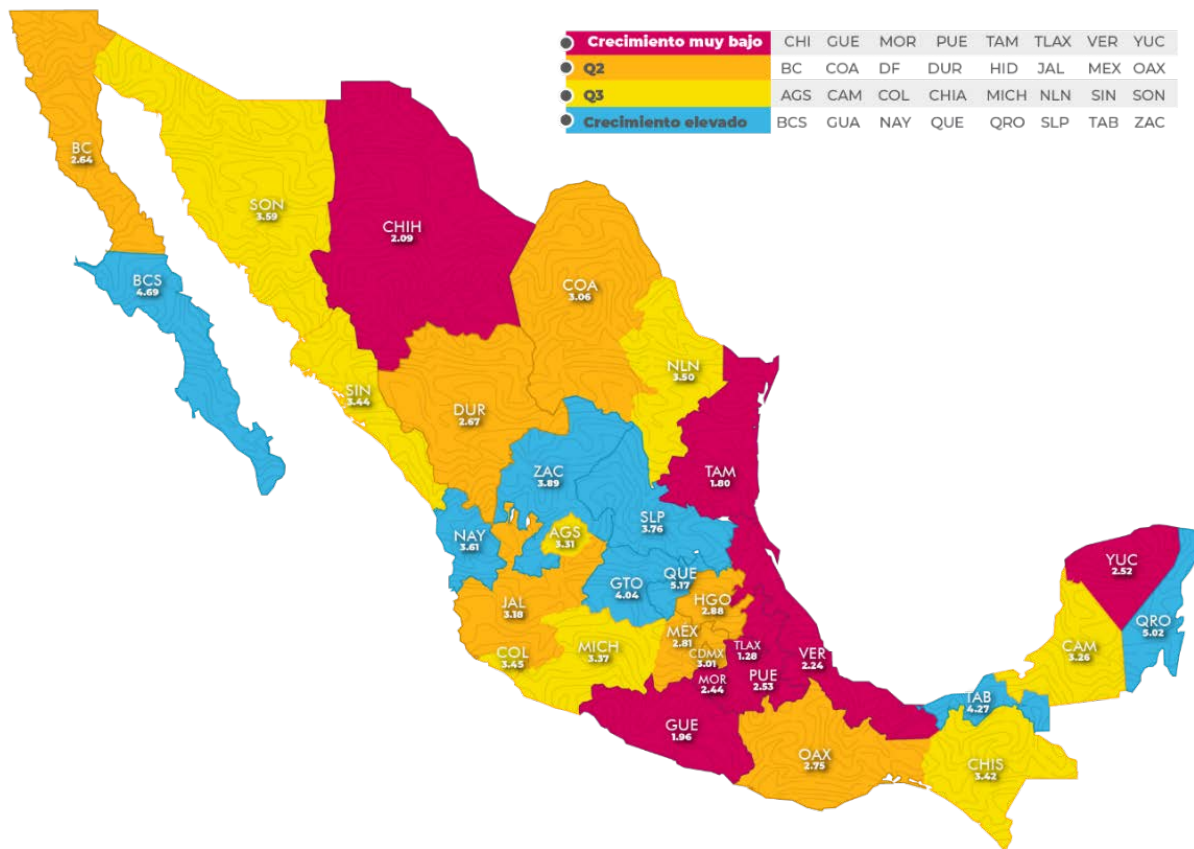 Crecimiento muy bajo CHI GUE MOR PUE TAM TLAX VER YUC
Q2 BC COA DF DUR HID JAL MEX OAX
Q3 AGS CAM COL CHIA MICH NLN SIN SON
Crecimiento elevado BCS GUA NAY QUE QRO SLP TAB ZAC
BC
2.64
SON
3.59
CHIH
2.09
BCS
4.69
COA
3.06
NLN
3.50
SIN
3.44
DUR
2.67
ZAC
3.89
TAM
1.80
SLP
3.76
NAY
3.61
AGS
3.31
GTO
4.04
QUE
5.17
HGO
2.88
JAL
3.18
MÉX
2.81
CDMX
3.01
TLAX
1.28
VER
2.24
COL
3.45
MICH
3.37
MOR
2.44
PUE
2.53
GUE
1.96
OAX
2.75
YUC
2.52
QRO
5.02
CAM
3.26
TAB
4.27
CHIS
3.42